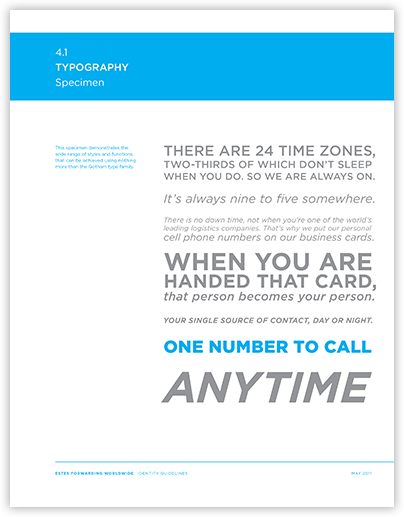 4.1
TYPOGRAPHY
Specimen
This specimen demonstrates the
wide range of styles and functions
that can be achieved using nothing
more than the Gotham type family.
THERE ARE 24 TIME ZONES,
TWO-THIRDS OF WHICH DON'T SLEEP
WHEN YOU DO. SO WE ARE ALWAYS ON.
It's always nine to five somewhere.
There is no down time, not when you're one of the world's
leading logistics companies. That's why we put our personal
cell phone numbers on our business cards.
WHEN YOU ARE
HANDED THAT CARD,
that person becomes your person.
YOUR SINGLE SOURCE OF CONTACT, DAY OR NIGHT.
ONE NUMBER TO CALL
ANYTIME
ESTES FORWARDING WORLDWIDE IDENTITY GUIDELINES MAY 2011